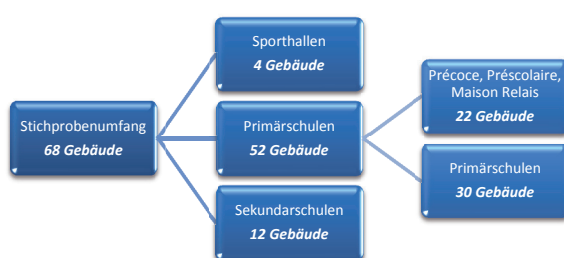 Stichprobenumfang
68 Gebäude
Sporthallen
4 Gebäude
Primärschulen
52 Gebäude
Sekundarschulen
12 Gebäude
Précoce, Préscolaire,
Maison Relais
22 Gebäude
Primärschulen
30 Gebäude